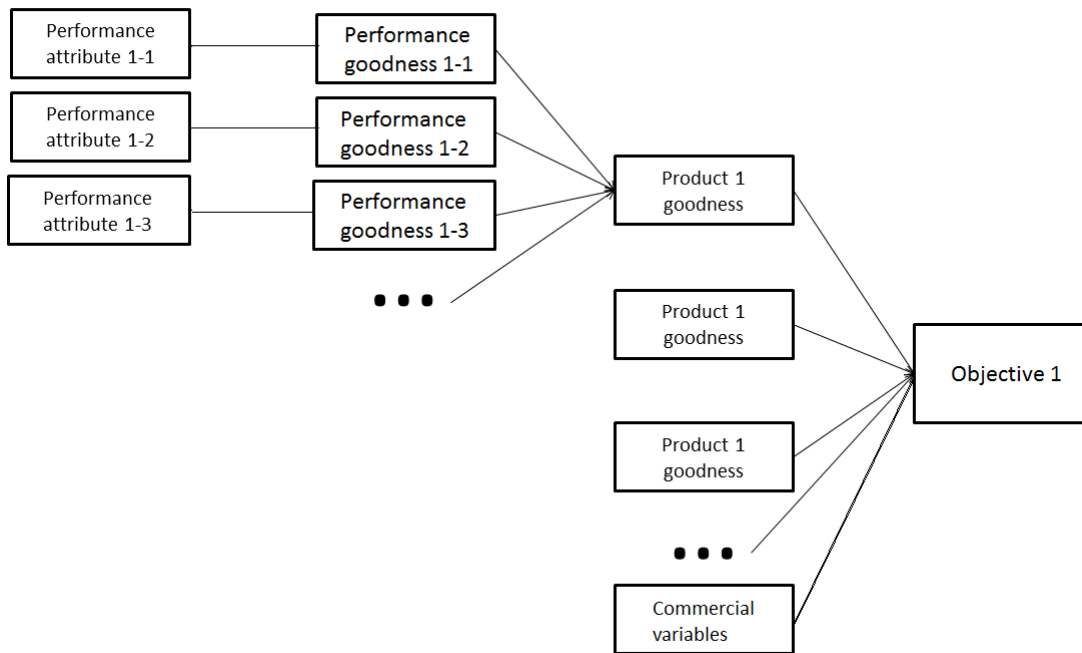 Performance
attribute 1-1
Performance
goodness 1-1
Performance
attribute 1-2
Performance
goodness 1-2
Performance
attribute 1-3
Performance
goodness 1-3
...
Product 1
goodness
Product 1
goodness
Product 1
goodness
...
Commercial
variables
Objective 1